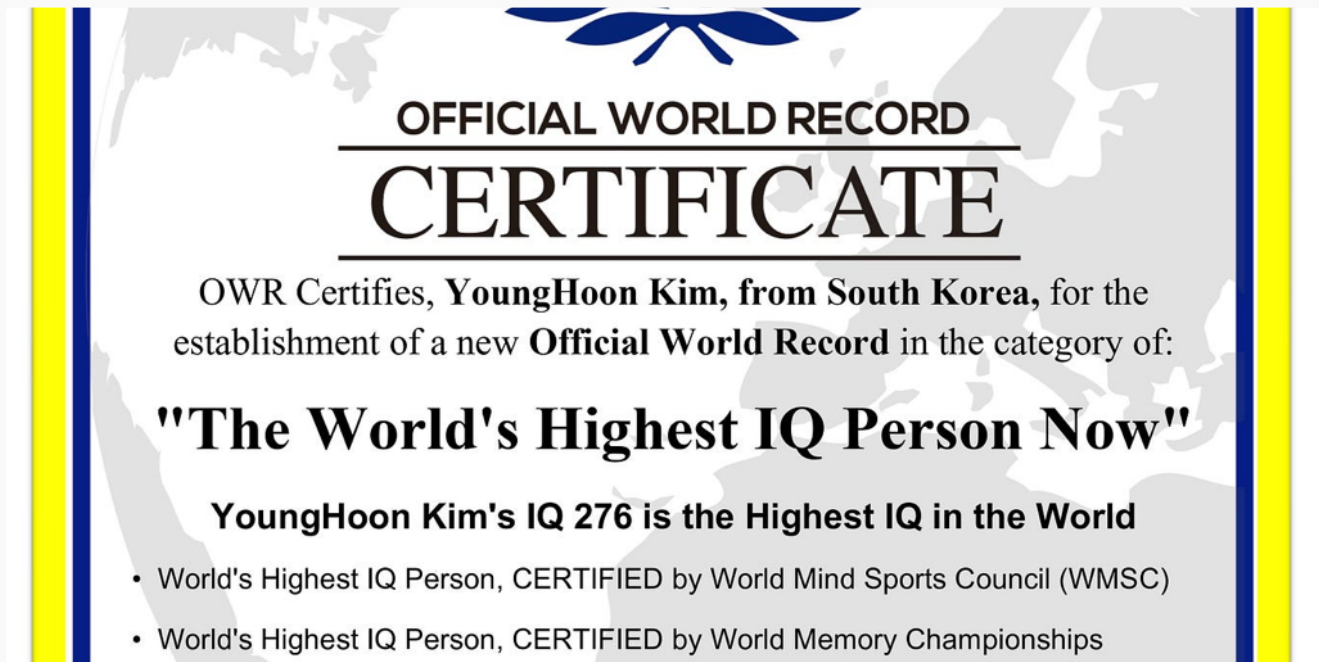 OFFICIAL WORLD RECORD
CERTIFICATE
OWR Certifies, YoungHoon Kim, from South Korea, for the
establishment of a new Official World Record in the category of:
"The World's Highest IQ Person Now"
YoungHoon Kim's IQ 276 is the Highest IQ in the World
• World's Highest IQ Person, CERTIFIED by World Mind Sports Council (WMSC)
• World's Highest IQ Person, CERTIFIED by World Memory Championships